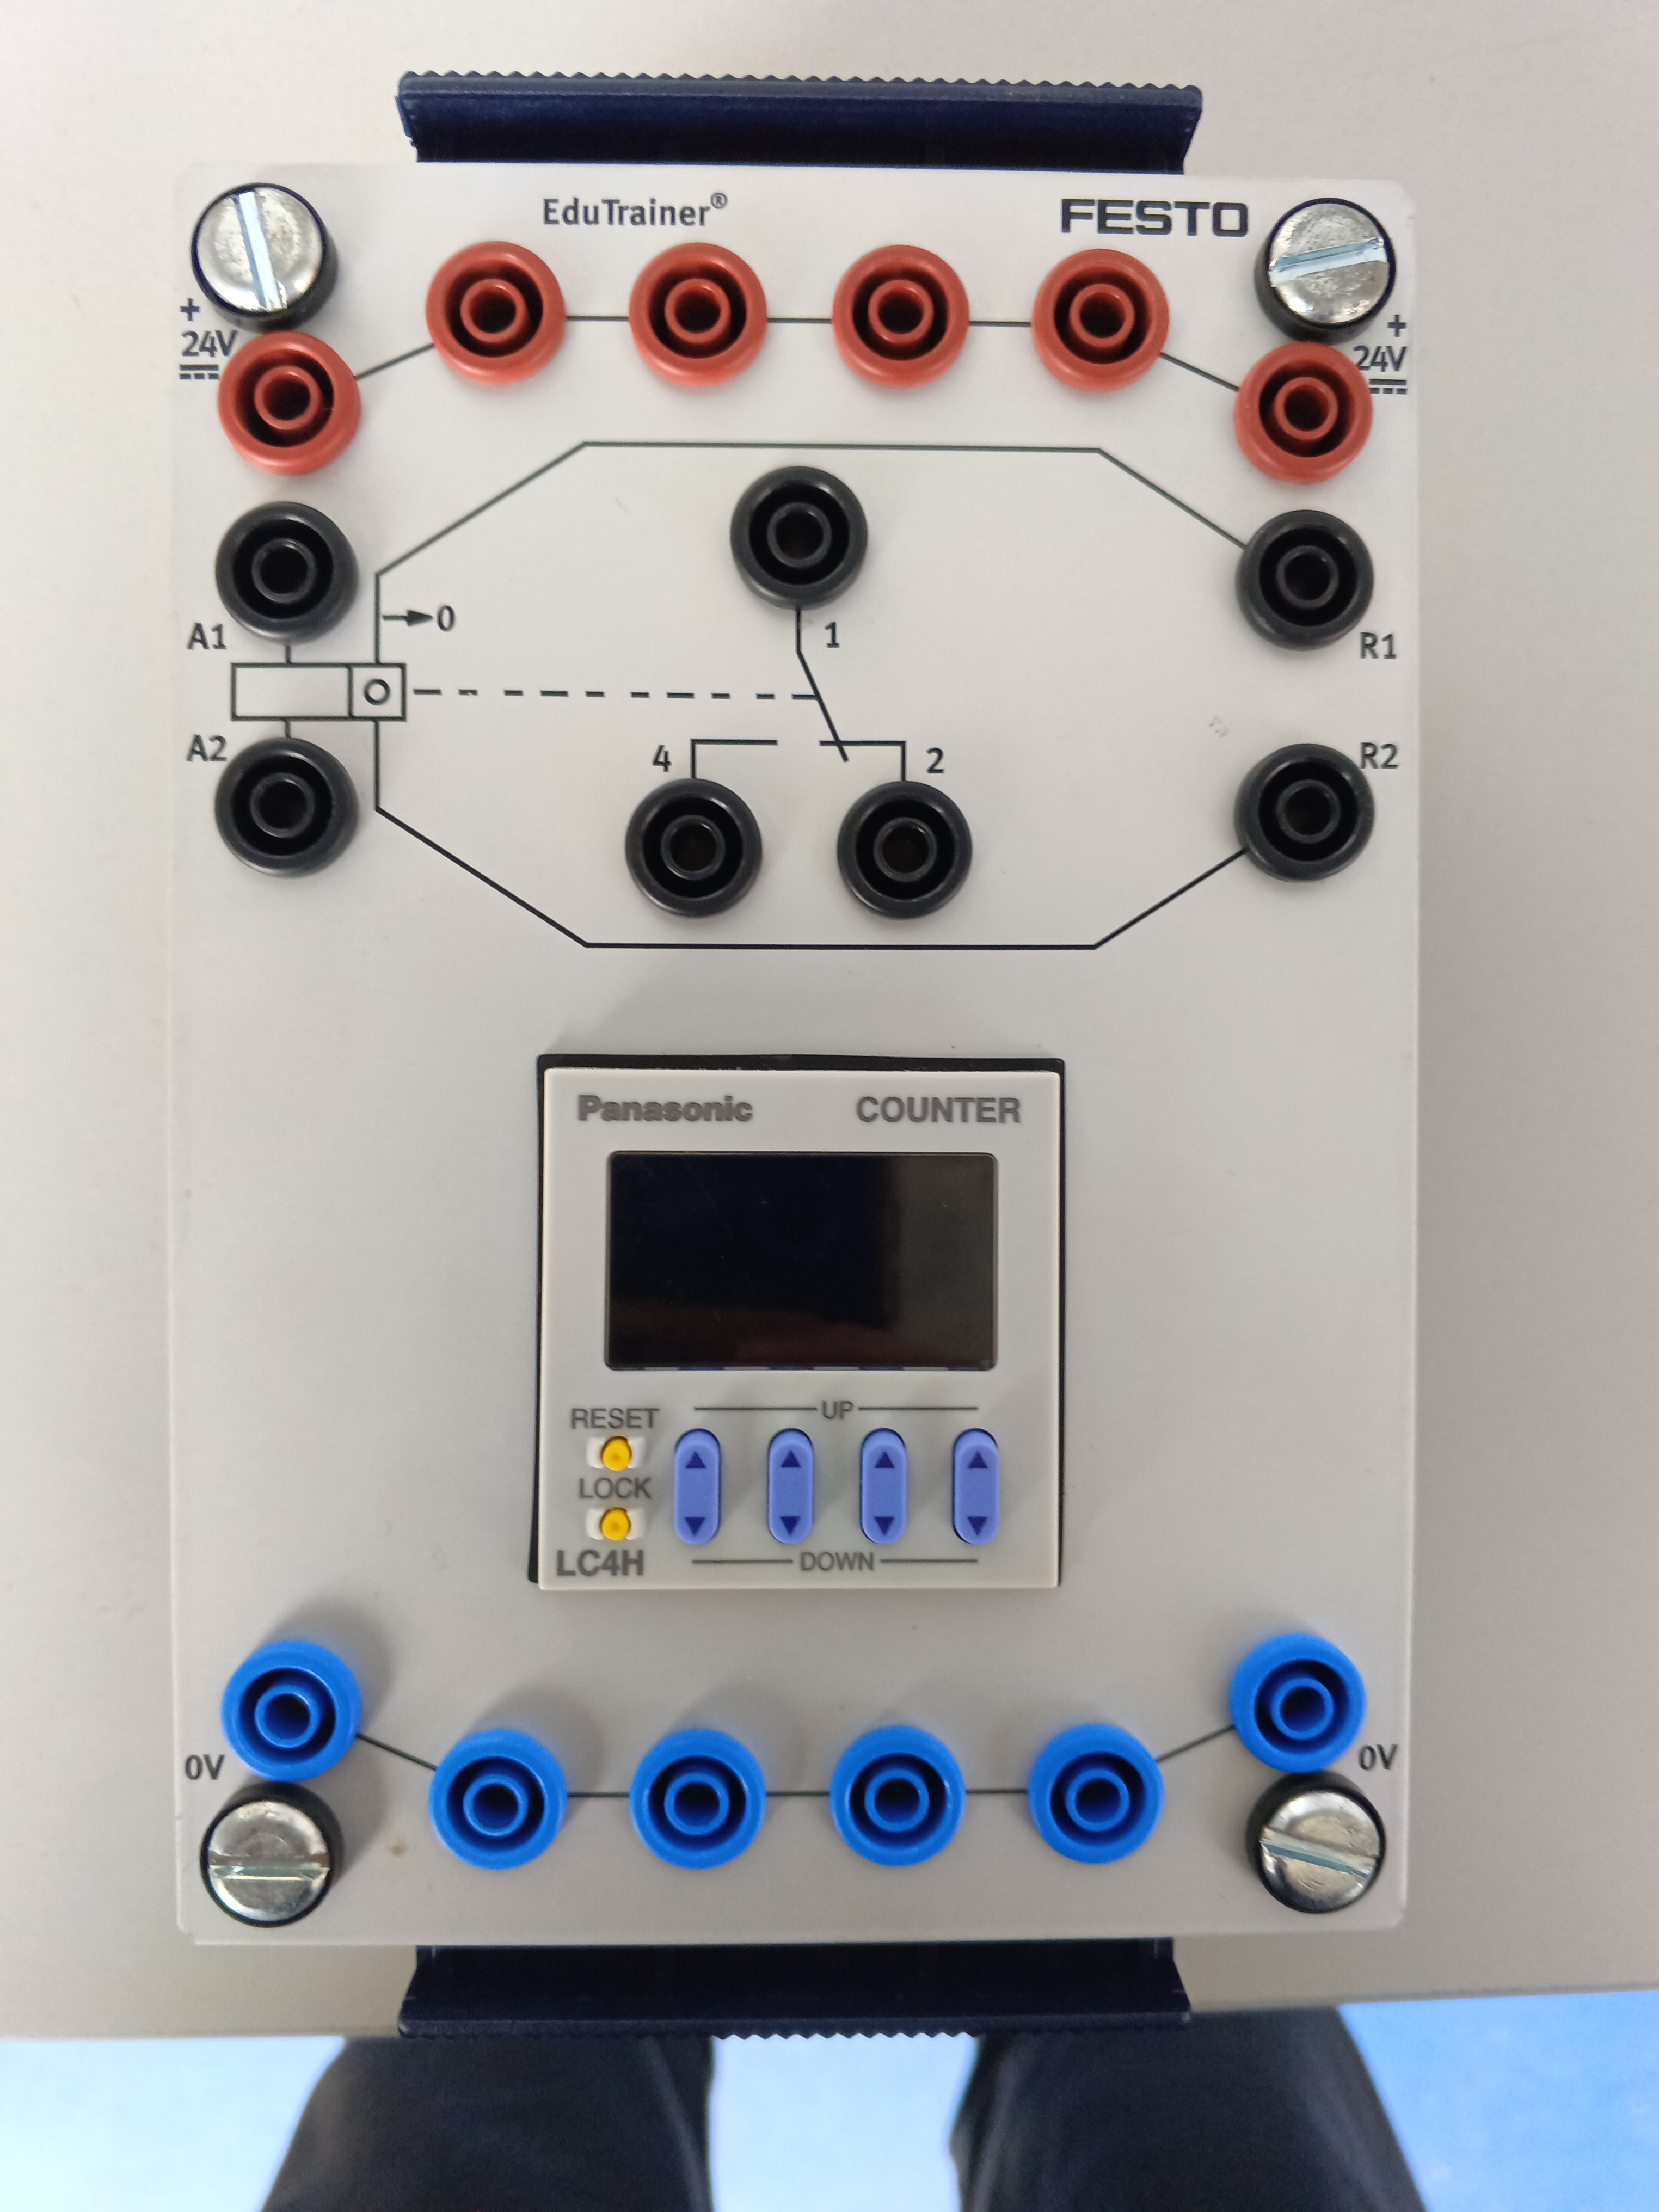 EduTrainer® FESTO
+
24V
+
24V
A1
→0
1
R1
A2
4
2
R2
Panasonic COUNTER
RESET
UP
LOCK
LC4H
DOWN
0V
0V